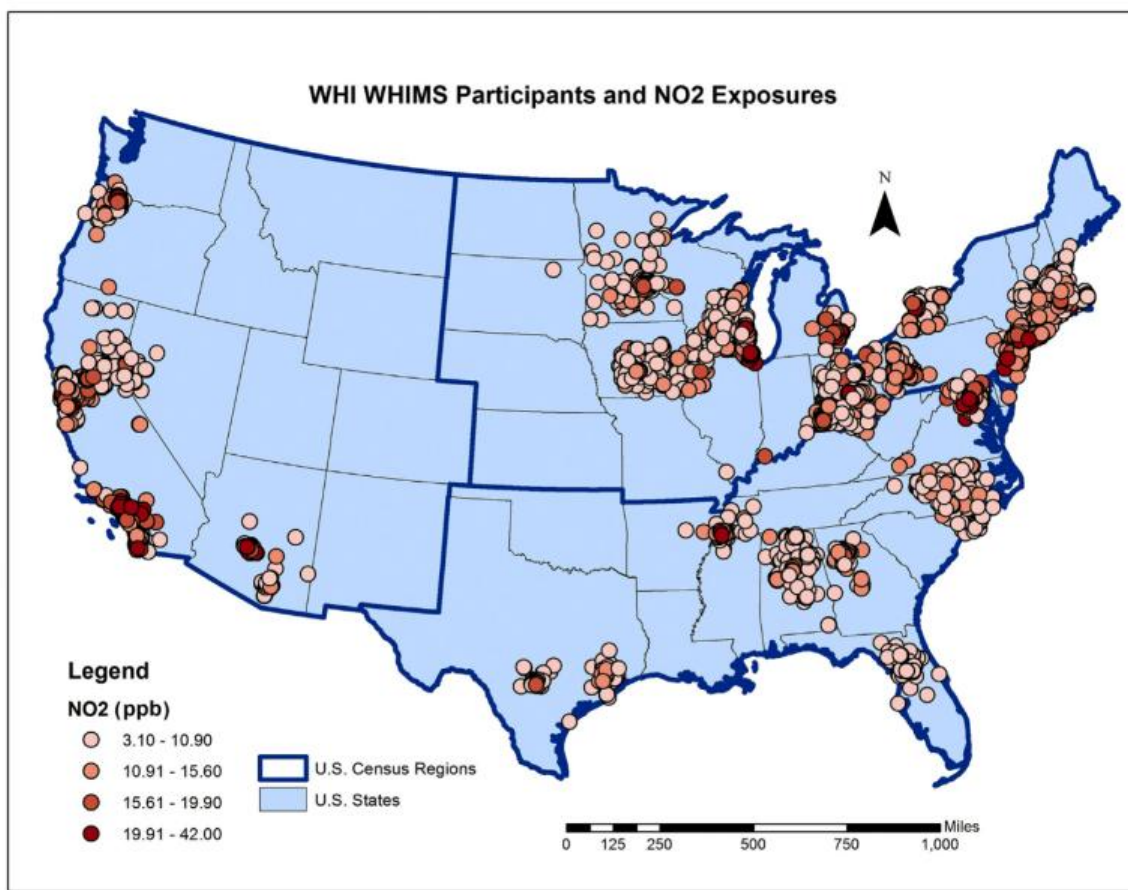 WHI WHIMS Participants and NO2 Exposures
N
Legend
NO2 (ppb)
3.10 - 10.90
10.91 - 15.60
15.61 - 19.90
19.91 - 42.00
U.S. Census Regions
U.S. States
Miles
0 125 250 500 750 1,000